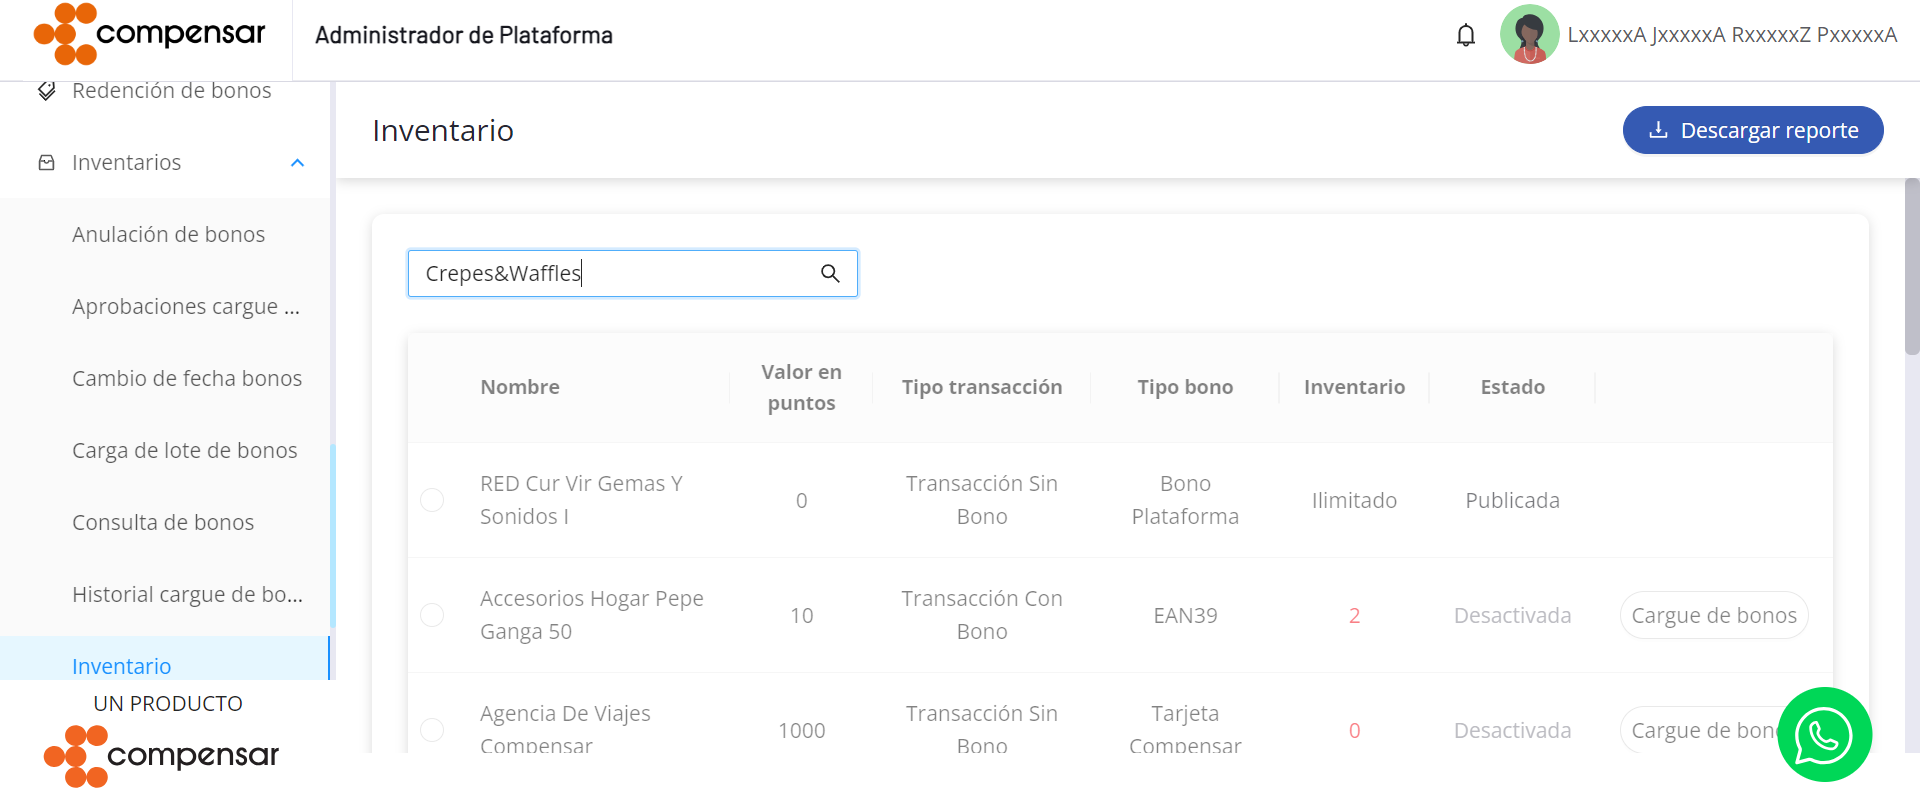 compensar
Administrador de Plataforma
LxxxxxA JxxxxxA RxxxxxZ PxxxxxA
Redención de bonos
Inventarios
Anulación de bonos
Aprobaciones cargue ...
Cambio de fecha bonos
Carga de lote de bonos
Consulta de bonos
Historial cargue de bo...
Inventario
UN PRODUCTO
compensar
Inventario
Descargar reporte
Crepes&Waffles
Nombre
Valor en
puntos
Tipo transacción
Tipo bono
Inventario
Estado
RED Cur Vir Gemas Y
Sonidos I
0
Transacción Sin
Bono
Bono
Plataforma
Ilimitado
Publicada
Accesorios Hogar Pepe
Ganga 50
10
Transacción Con
Bono
EAN39
2
Desactivada
Cargue de bonos
Agencia De Viajes
Compensar
1000
Transacción Sin
Bono
Tarjeta
Compensar
0
Desactivada
Cargue de bon